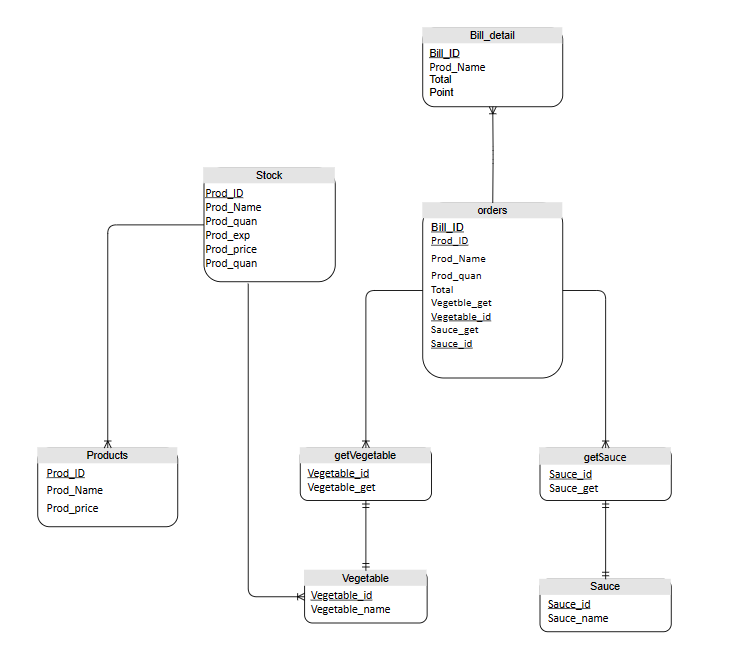 Bill_detail
Bill_ID
Prod_Name
Total
Point
Stock
Prod_ID
Prod_Name
Prod_quan
Prod_exp
Prod_price
Prod_quan
orders
Bill_ID
Prod_ID
Prod_Name
Prod_quan
Total
Vegetble_get
Vegetable_id
Sauce_get
Sauce_id
Products
Prod_ID
Prod_Name
Prod_price
getVegetable
Vegetable_id
Vegetable_get
getSauce
Sauce_id
Sauce_get
Vegetable
Vegetable_id
Vegetable_name
Sauce
Sauce_id
Sauce_name